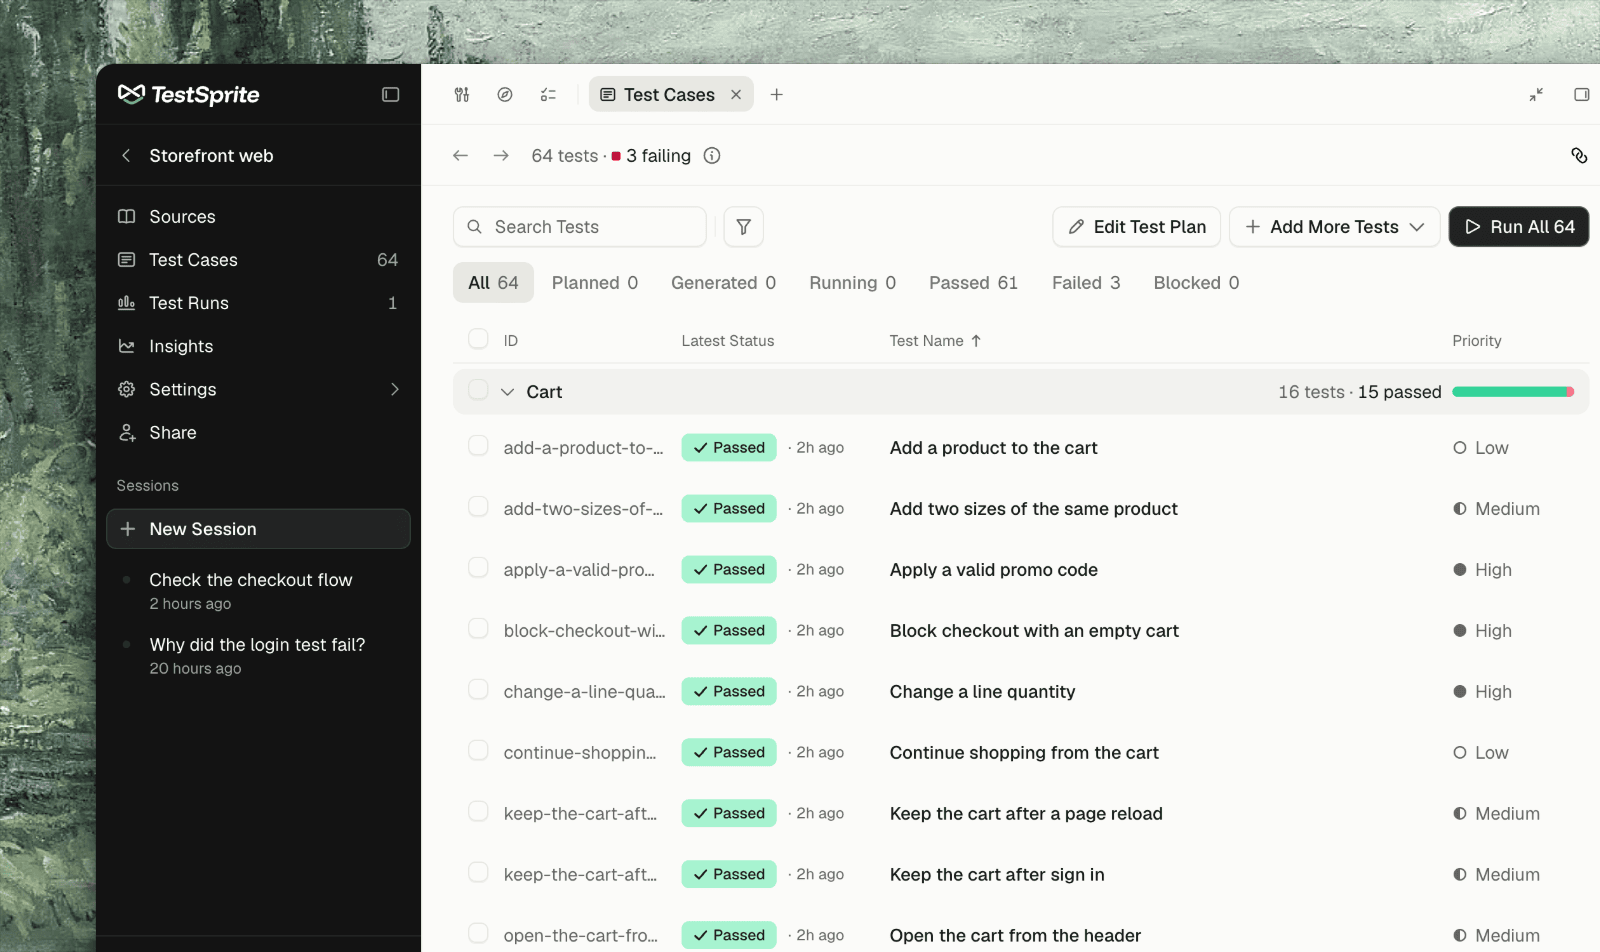 TestSprite
Storefront web
Sources
Test Cases 64
Test Runs 1
Insights
Settings
Share
Sessions
New Session
Check the checkout flow
2 hours ago
Why did the login test fail?
20 hours ago
Test Cases
64 tests · 3 failing
Search Tests
Edit Test Plan
Add More Tests
Run All 64
All 64 Planned 0 Generated 0 Running 0 Passed 61 Failed 3 Blocked 0
ID Latest Status Test Name ↑ Priority
Cart 16 tests · 15 passed
add-a-product-to-... Passed · 2h ago Add a product to the cart Low
add-two-sizes-of-... Passed · 2h ago Add two sizes of the same product Medium
apply-a-valid-pro... Passed · 2h ago Apply a valid promo code High
block-checkout-wi... Passed · 2h ago Block checkout with an empty cart High
change-a-line-qua... Passed · 2h ago Change a line quantity High
continue-shoppin... Passed · 2h ago Continue shopping from the cart Low
keep-the-cart-aft... Passed · 2h ago Keep the cart after a page reload Medium
keep-the-cart-aft... Passed · 2h ago Keep the cart after sign in Medium
open-the-cart-fro... Passed · 2h ago Open the cart from the header Medium